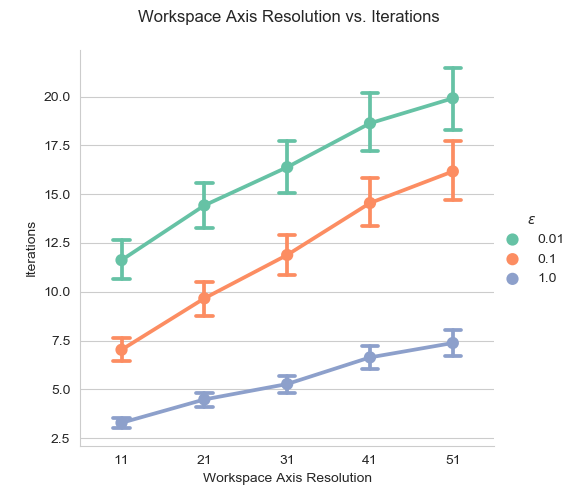 Workspace Axis Resolution vs. Iterations
Iterations
20.0
17.5
15.0
12.5
10.0
7.5
5.0
2.5
11 21 31 41 51
Workspace Axis Resolution
ε
0.01
0.1
1.0